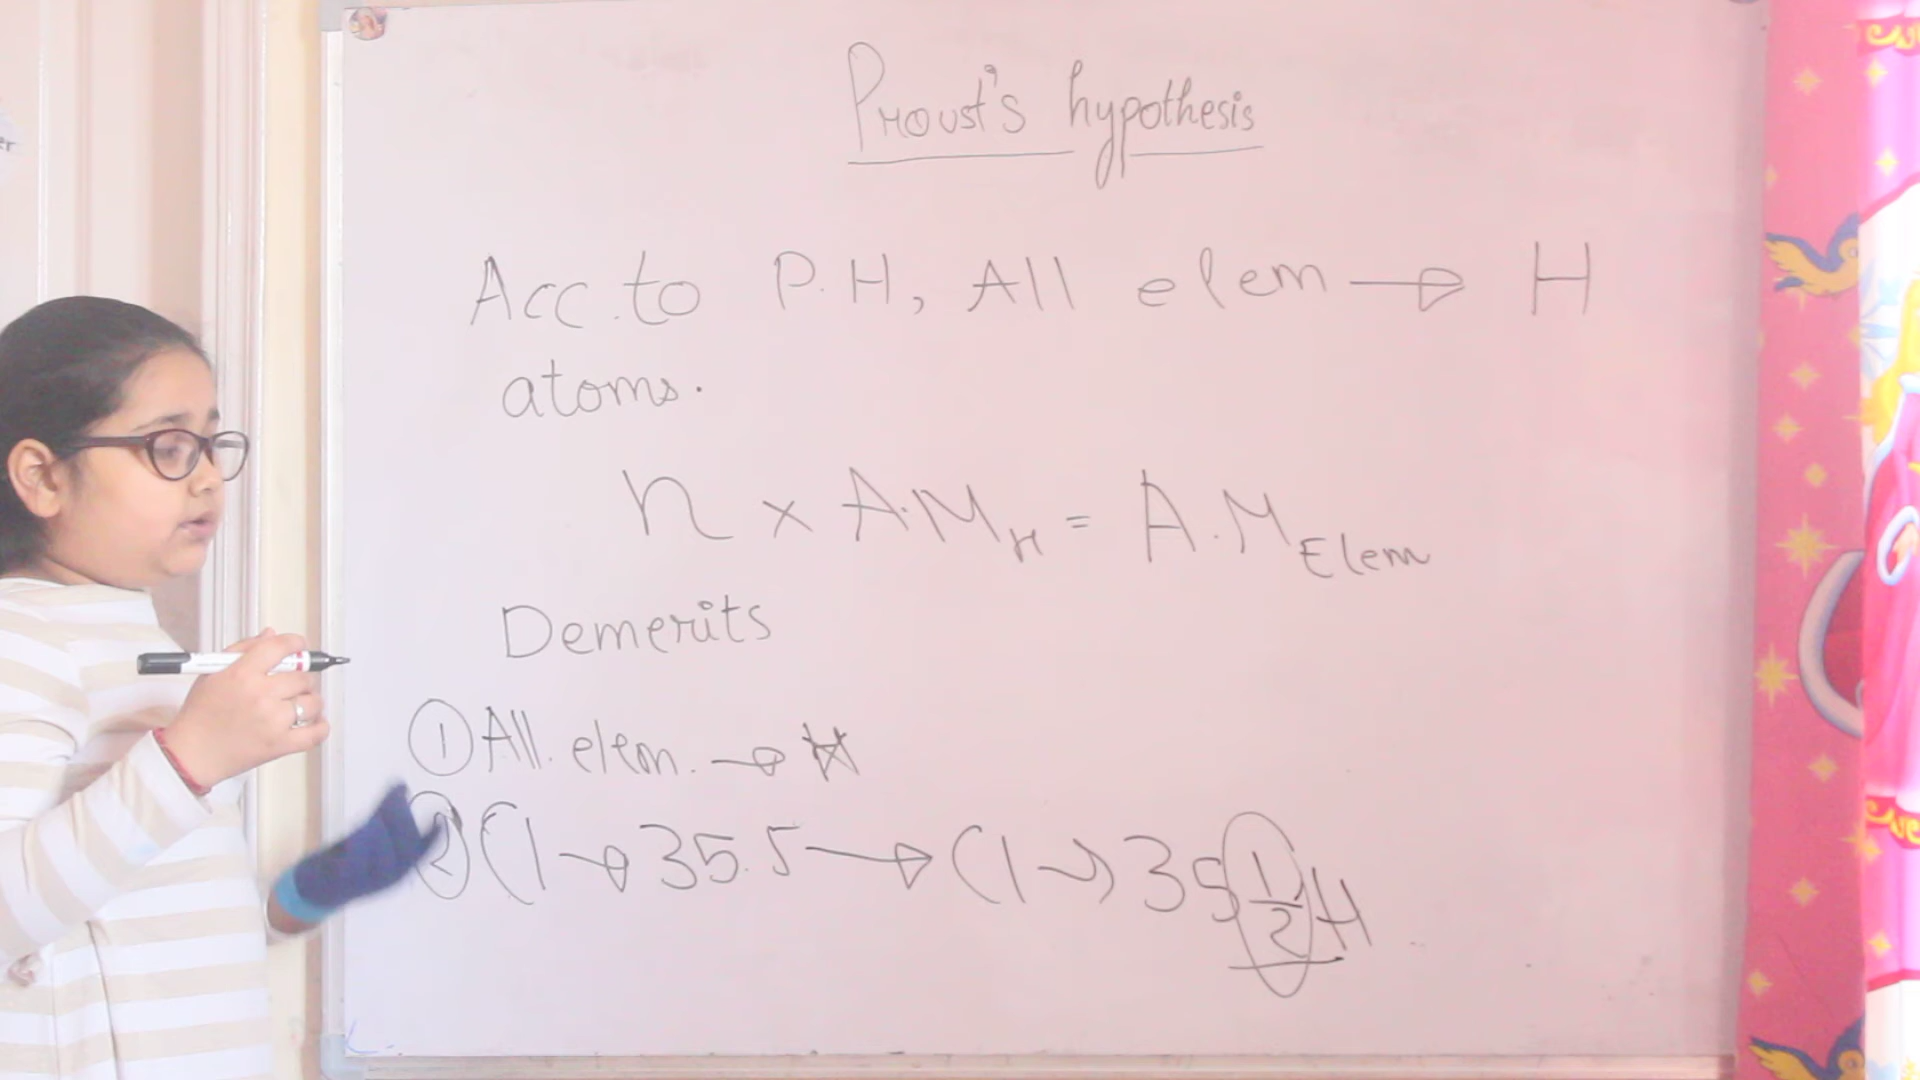 Proust's hypothesis
Acc. to P.H, All elem → H
atoms.
n × A.M_H = A.M_Elem
Demerits
① All. elem. → H
② Cl → 35.5 → Cl → 35 1/2 H
er